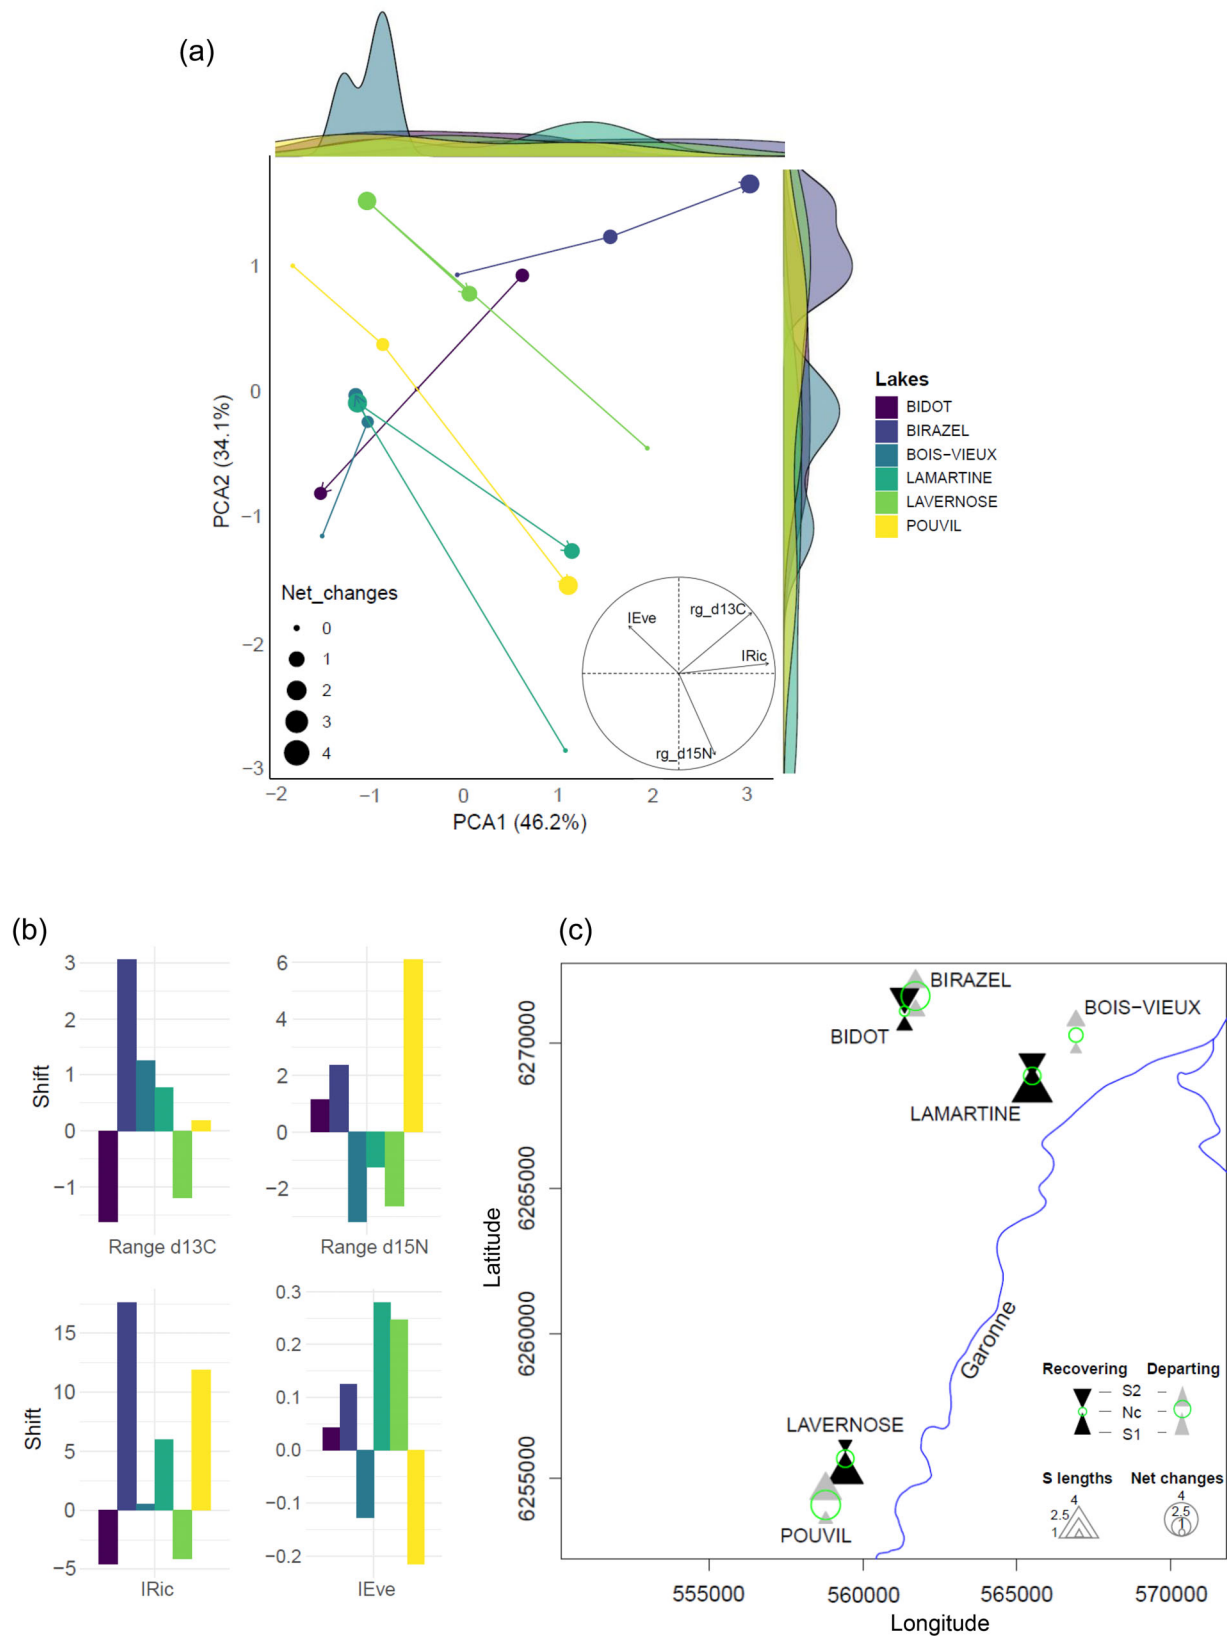 (a)
PCA2 (34.1%)
1
0
−1
−2
−3
−2
−1
0
1
2
3
PCA1 (46.2%)
Net_changes
0
1
2
3
4
IEve
rg_d13C
IRic
rg_d15N
Lakes
BIDOT
BIRAZEL
BOIS−VIEUX
LAMARTINE
LAVERNOSE
POUVIL
(b)
Shift
3
2
1
0
−1
Range d13C
6
4
2
0
−2
Range d15N
Shift
15
10
5
0
−5
IRic
0.3
0.2
0.1
0.0
−0.1
−0.2
IEve
(c)
Latitude
6270000
6265000
6260000
6255000
BIRAZEL
BIDOT
BOIS−VIEUX
LAMARTINE
Garonne
LAVERNOSE
POUVIL
Recovering Departing
S2
Nc
S1
S lengths
4
2.5
1
Net changes
4
2.5
1
555000
560000
565000
570000
Longitude